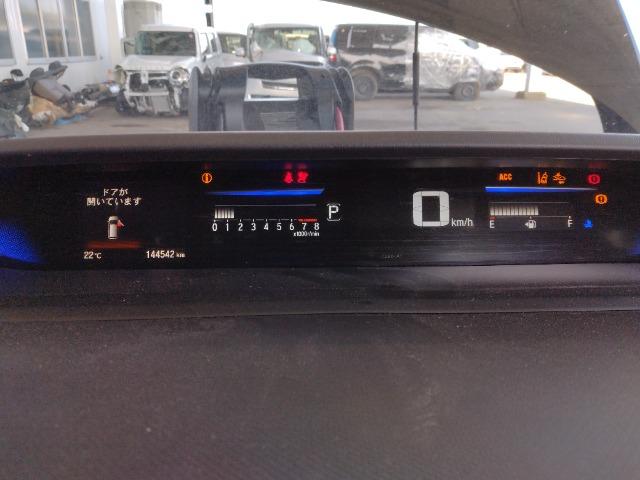 ドアが
開いています
22℃
144542 km
0 1 2 3 4 5 6 7 8
x1000r/min
P
0 km/h
ACC
E F